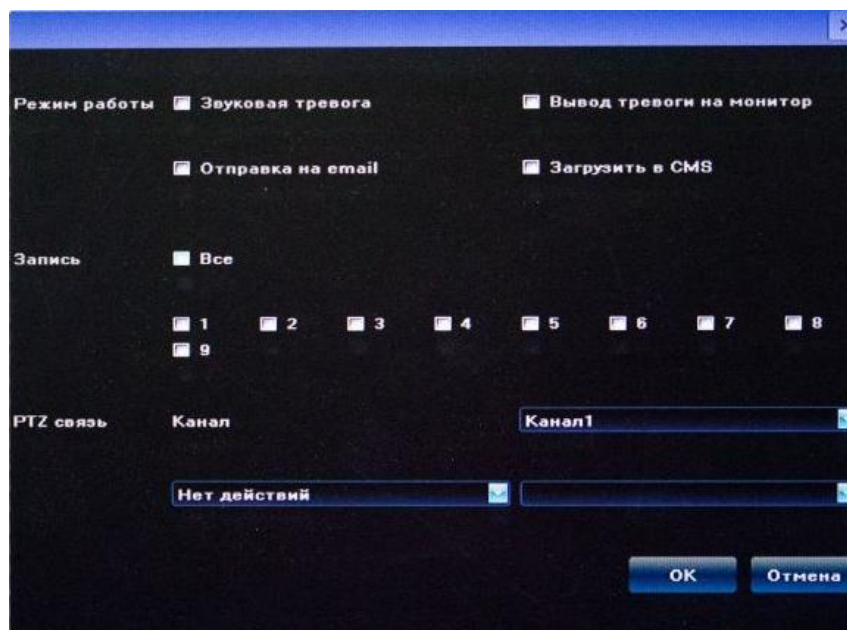 Режим работы Звуковая тревога Вывод тревоги на монитор
Отправка на email Загрузить в CMS
Запись Все
1 2 3 4 5 6 7 8
9
PTZ связь Канал Канал1
Нет действий
OK Отмена